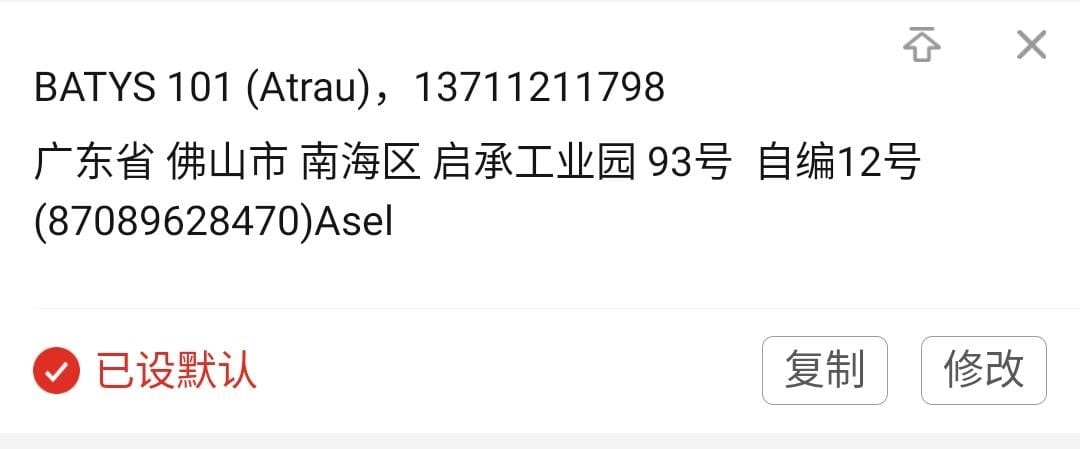 BATYS 101 (Atrau)，13711211798
广东省 佛山市 南海区 启承工业园 93号  自编12号
(87089628470)Asel
已设默认
复制
修改